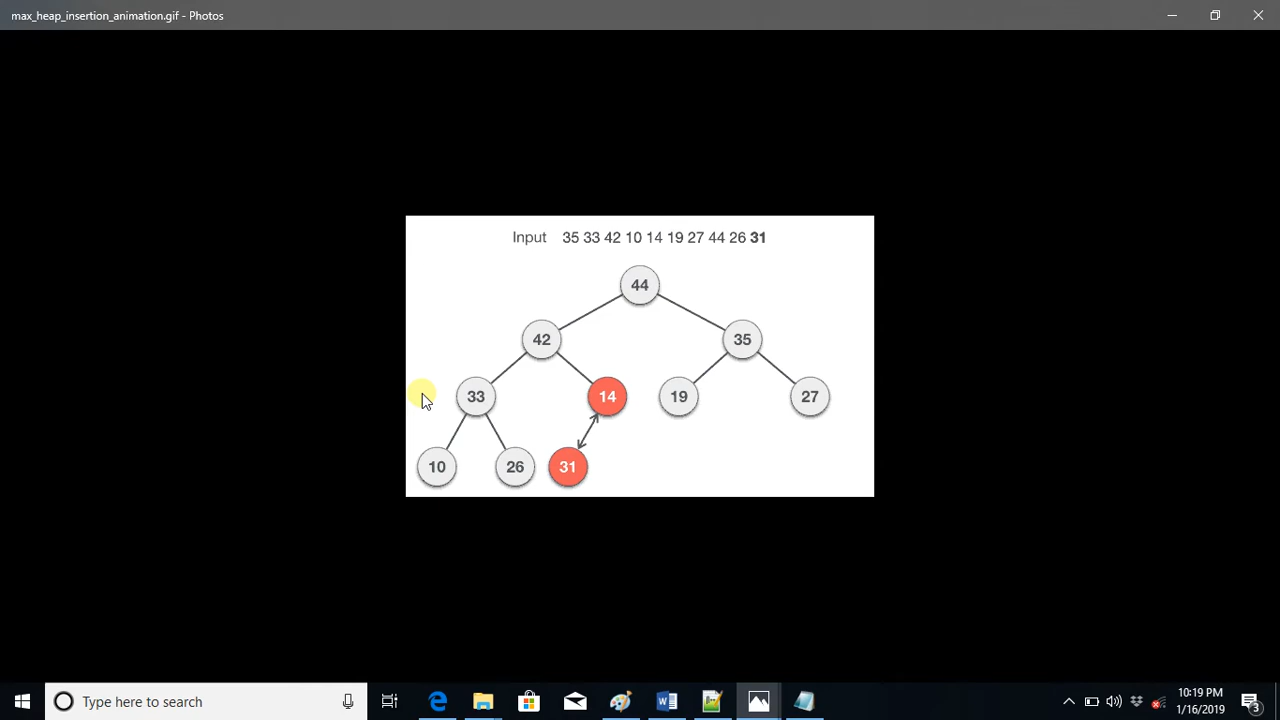 max_heap_insertion_animation.gif - Photos
Input 35 33 42 10 14 19 27 44 26 31
44
42 35
33 14 19 27
10 26 31
Type here to search
10:19 PM
1/16/2019
3